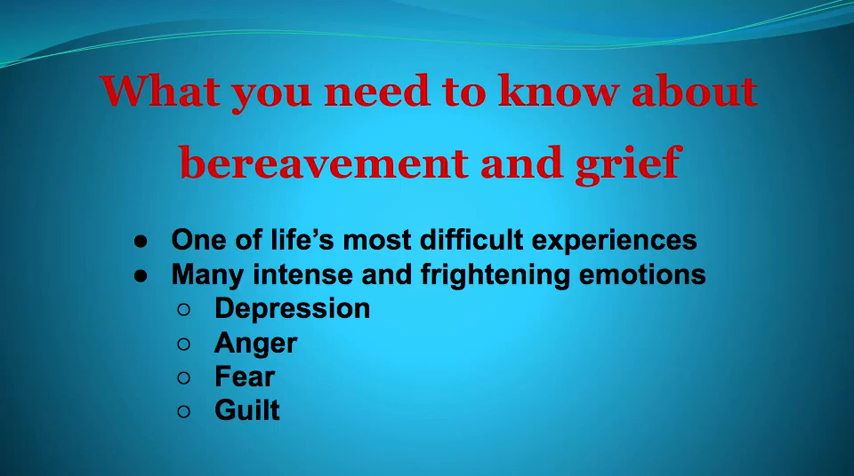 What you need to know about
bereavement and grief
● One of life’s most difficult experiences
● Many intense and frightening emotions
○ Depression
○ Anger
○ Fear
○ Guilt